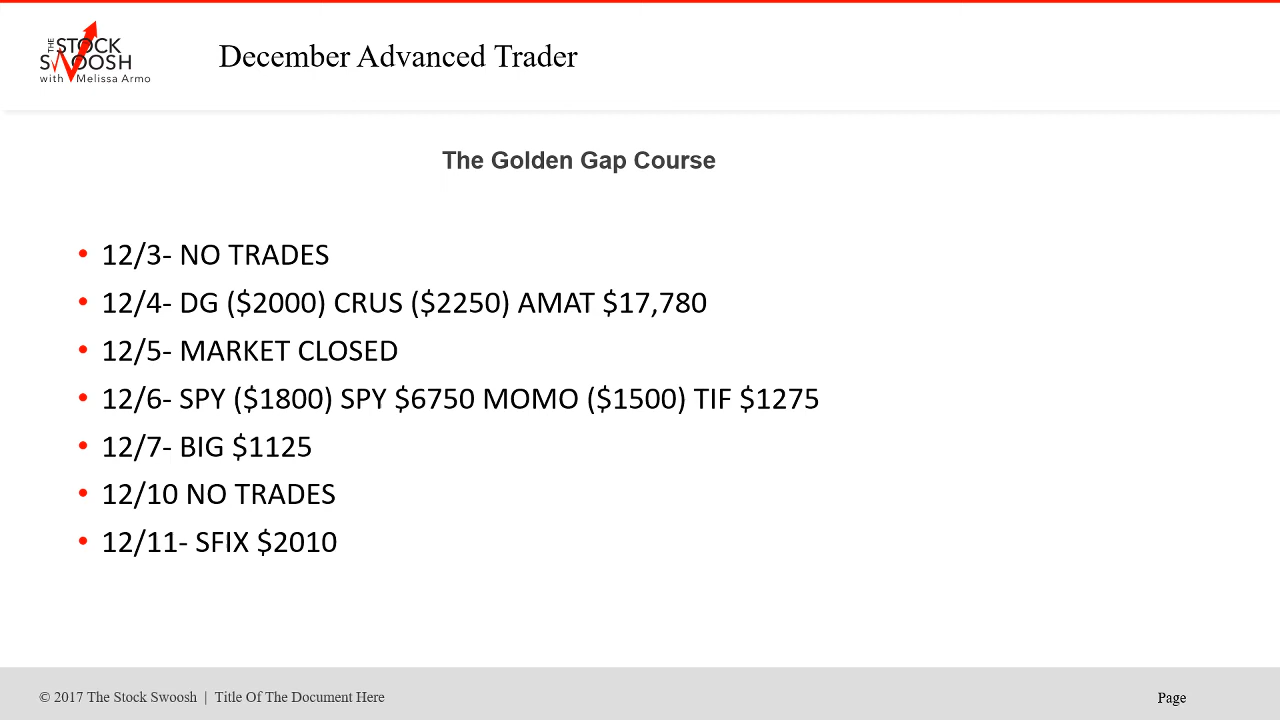 THE
STOCK
SWOOSH
with Melissa Armo
December Advanced Trader
The Golden Gap Course
• 12/3- NO TRADES
• 12/4- DG ($2000) CRUS ($2250) AMAT $17,780
• 12/5- MARKET CLOSED
• 12/6- SPY ($1800) SPY $6750 MOMO ($1500) TIF $1275
• 12/7- BIG $1125
• 12/10 NO TRADES
• 12/11- SFIX $2010
© 2017 The Stock Swoosh | Title Of The Document Here
Page